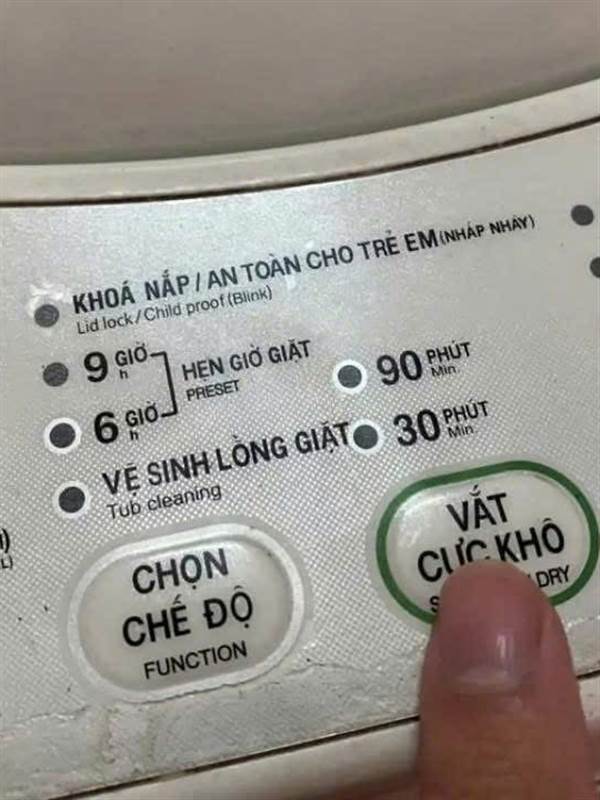 KHOÁ NẮP/AN TOÀN CHO TRẺ EM(NHÁP NHÁY)
Lid lock/Child proof(Blink)
9 GIỜ
h
HẸN GIỜ GIẶT
PRESET
6 GIỜ
h
90 PHÚT
Min.
VỆ SINH LỒNG GIẶT
Tub cleaning
30 PHÚT
Min.
CHỌN
CHẾ ĐỘ
FUNCTION
VẮT
CỰC KHÔ
DRY